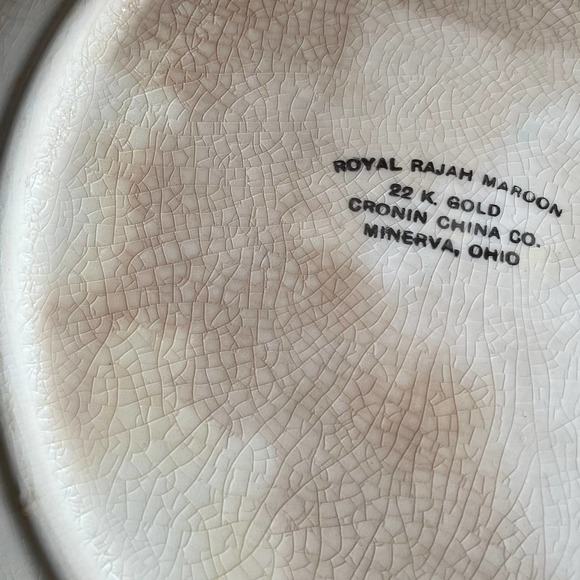 ROYAL RAJAH MAROON
22 K. GOLD
CRONIN CHINA CO.
MINERVA, OHIO